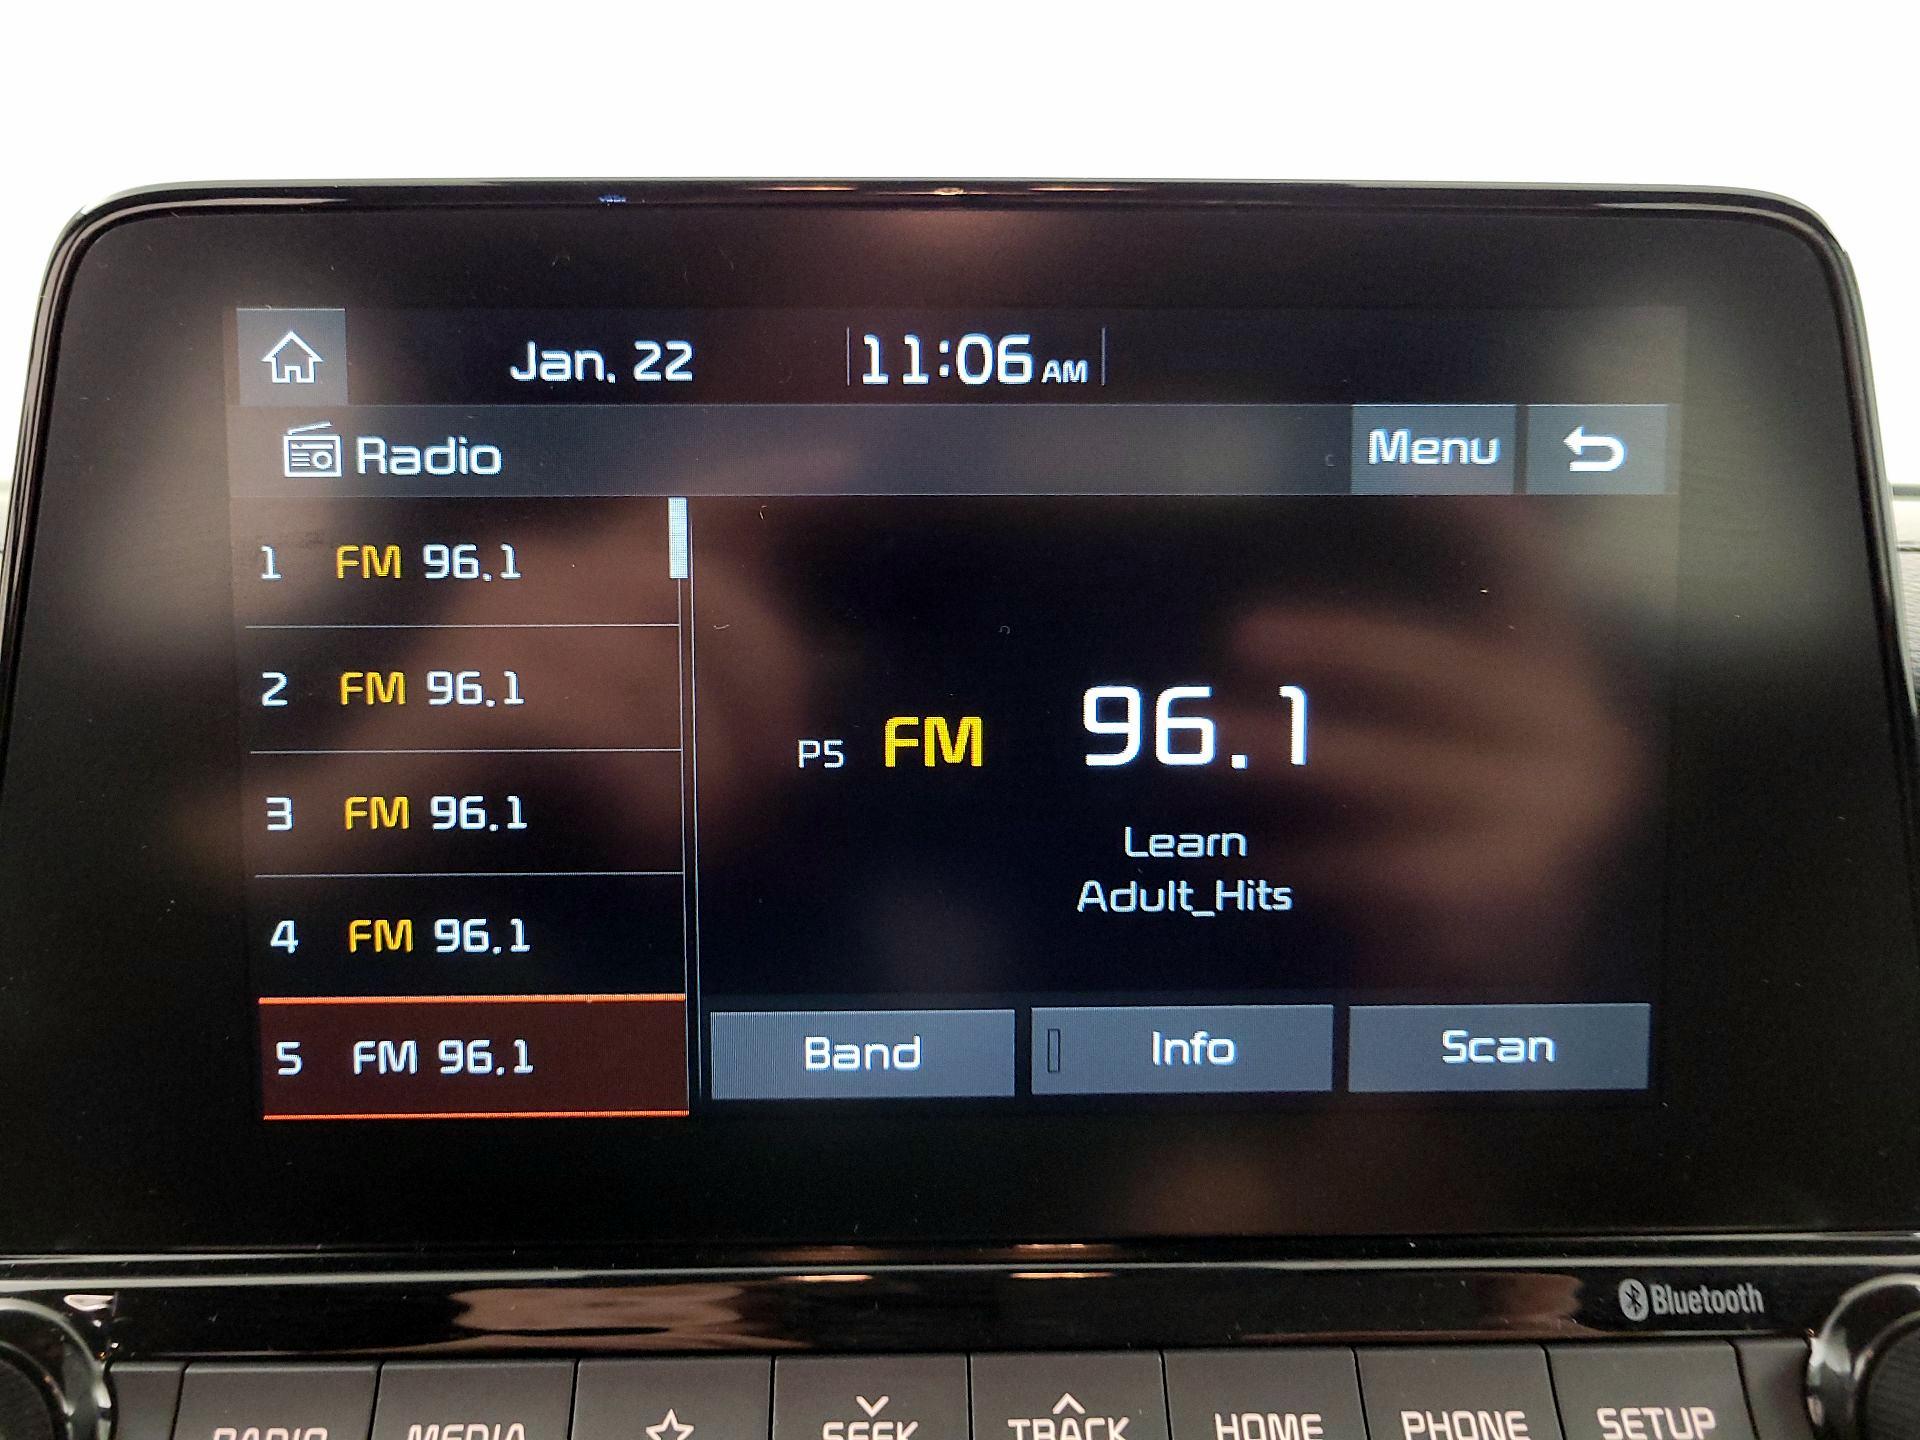 Jan. 22 11:06 AM
Radio Menu
1 FM 96.1
2 FM 96.1
3 FM 96.1
4 FM 96.1
5 FM 96.1
P5 FM 96.1
Learn
Adult_Hits
Band Info Scan
Bluetooth
RADIO MEDIA SEEK TRACK HOME PHONE SETUP